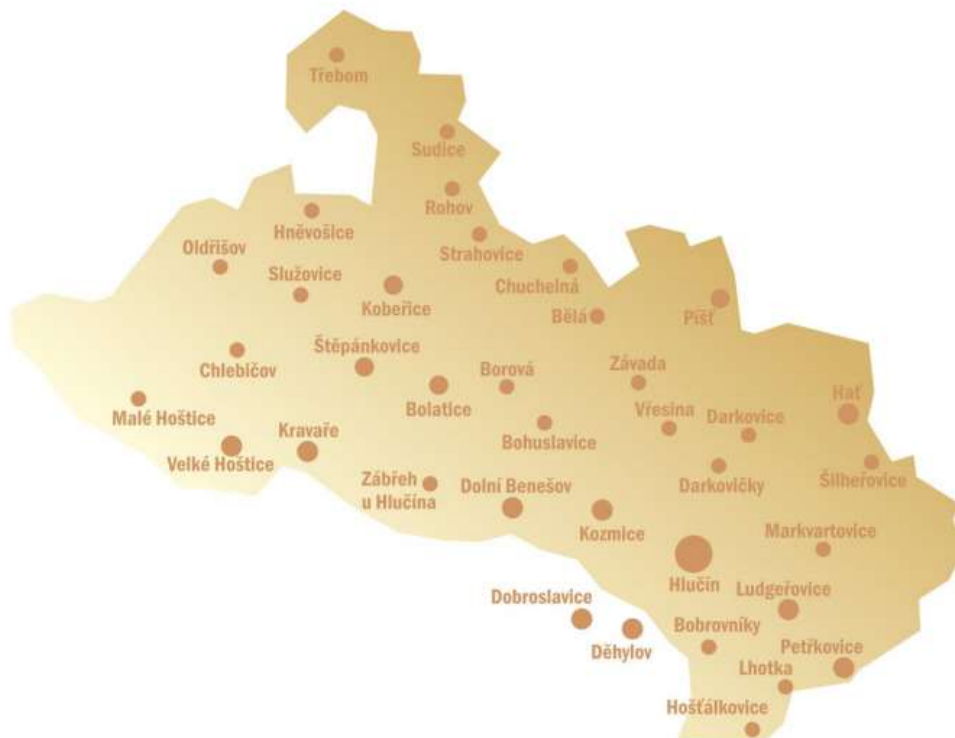 Třebom
Sudice
Rohov
Hněvošice
Strahovice
Oldřišov
Služovice
Chuchelná
Kobeřice
Bělá
Píšť
Štěpánkovice
Chlebičov
Borová
Závada
Bolatice
Hať
Malé Hoštice
Vřesina
Darkovice
Kravaře
Bohuslavice
Velké Hoštice
Zábřeh
u Hlučína
Dolní Benešov
Darkovičky
Šilheřovice
Kozmice
Markvartovice
Hlučín
Ludgeřovice
Dobroslavice
Děhylov
Bobrovníky
Petřkovice
Lhotka
Hošťálkovice